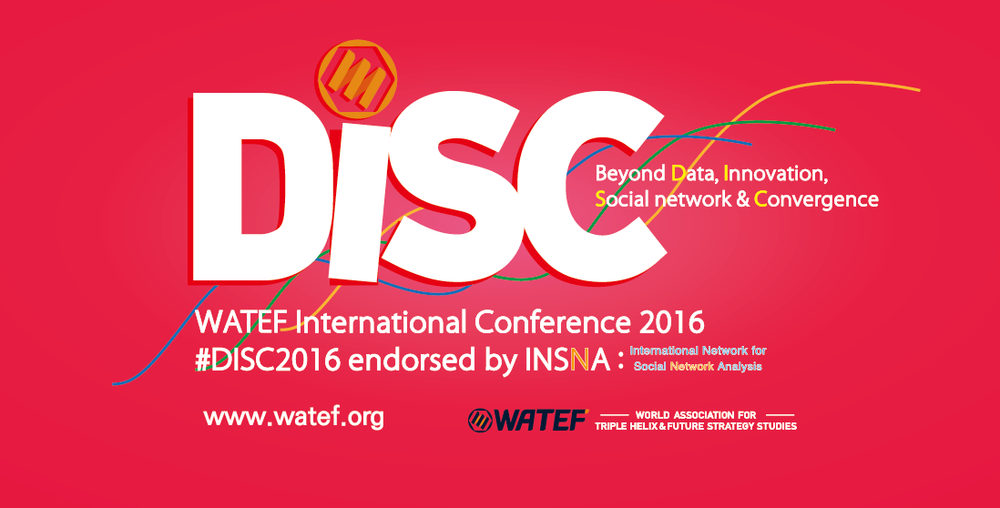 DiSC
Beyond Data, Innovation,
Social network & Convergence
WATEF International Conference 2016
#DISC2016 endorsed by INSNA :
International Network for
Social Network Analysis
www.watef.org
WATEF
WORLD ASSOCIATION FOR
TRIPLE HELIX & FUTURE STRATEGY STUDIES